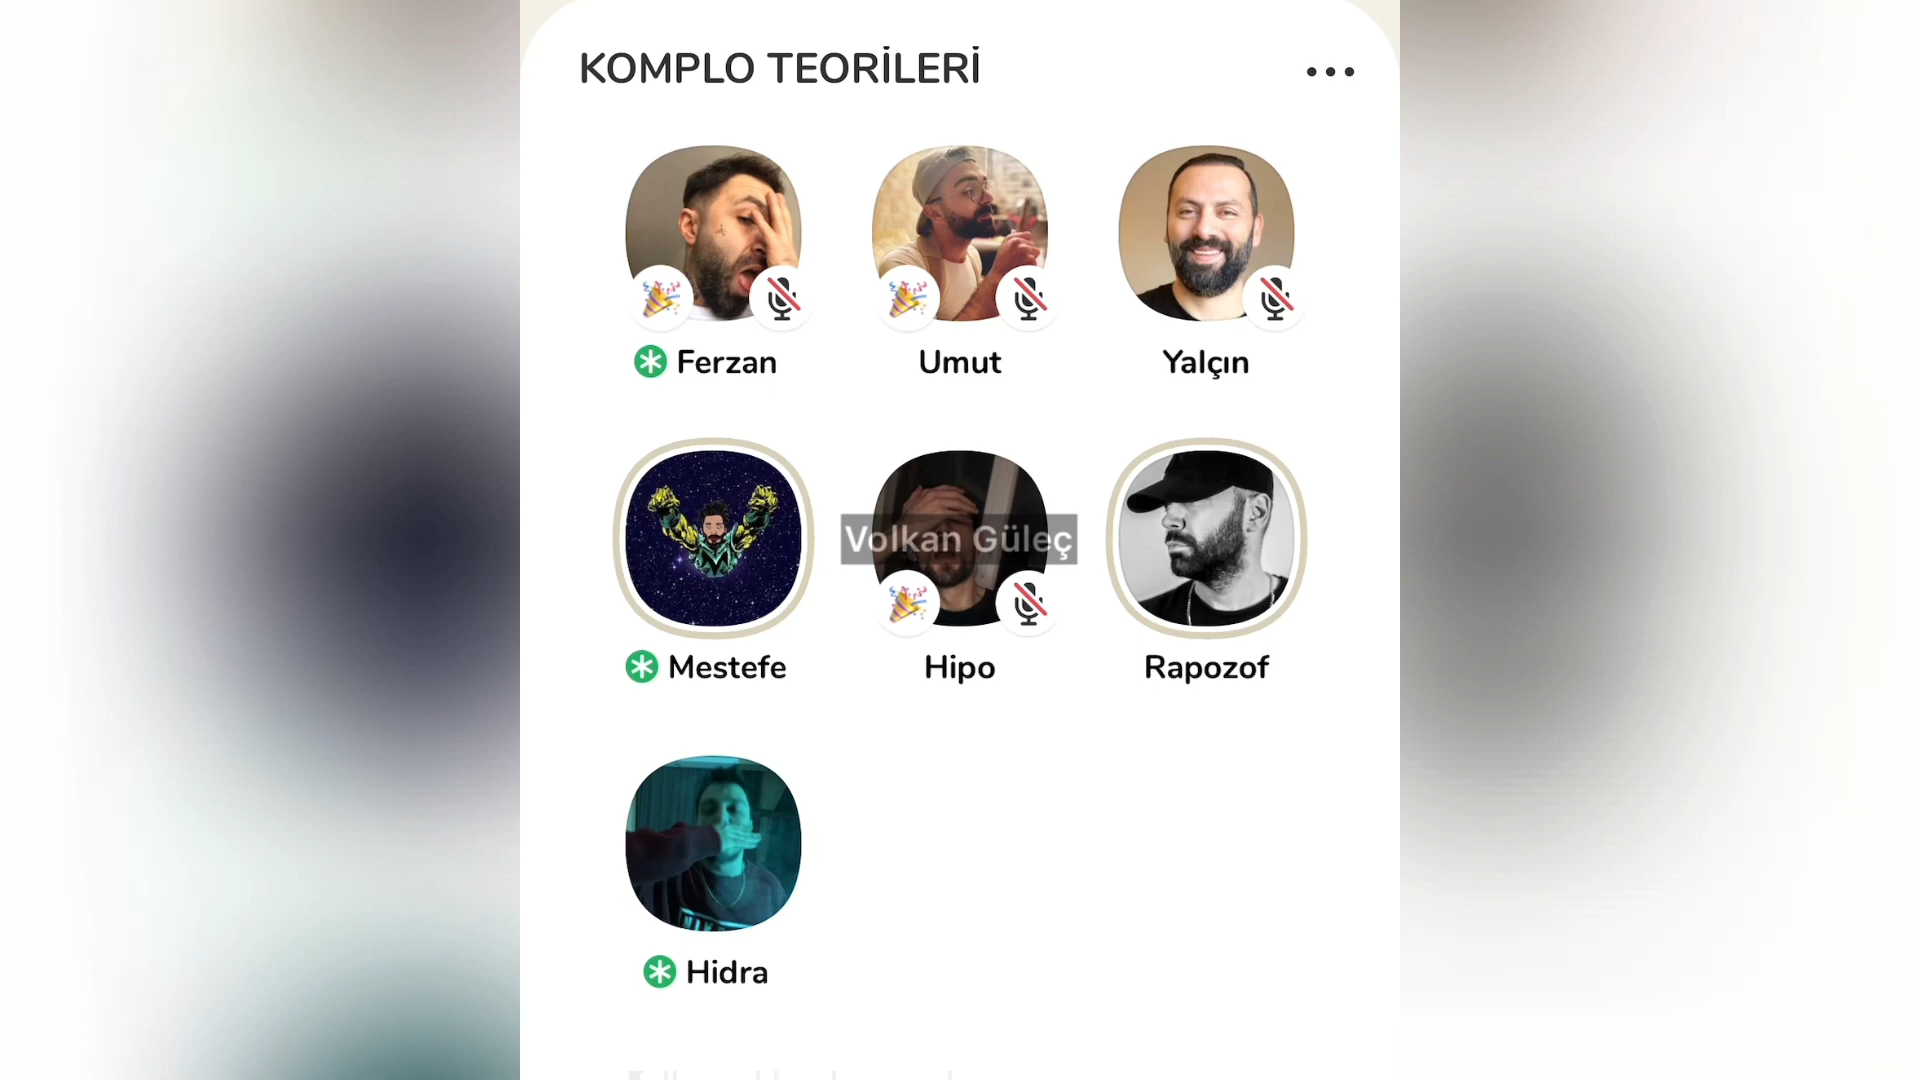 KOMPLO TEORİLERİ
Ferzan
Umut
Yalçın
Volkan Güleç
Mestefe
Hipo
Rapozof
Hidra